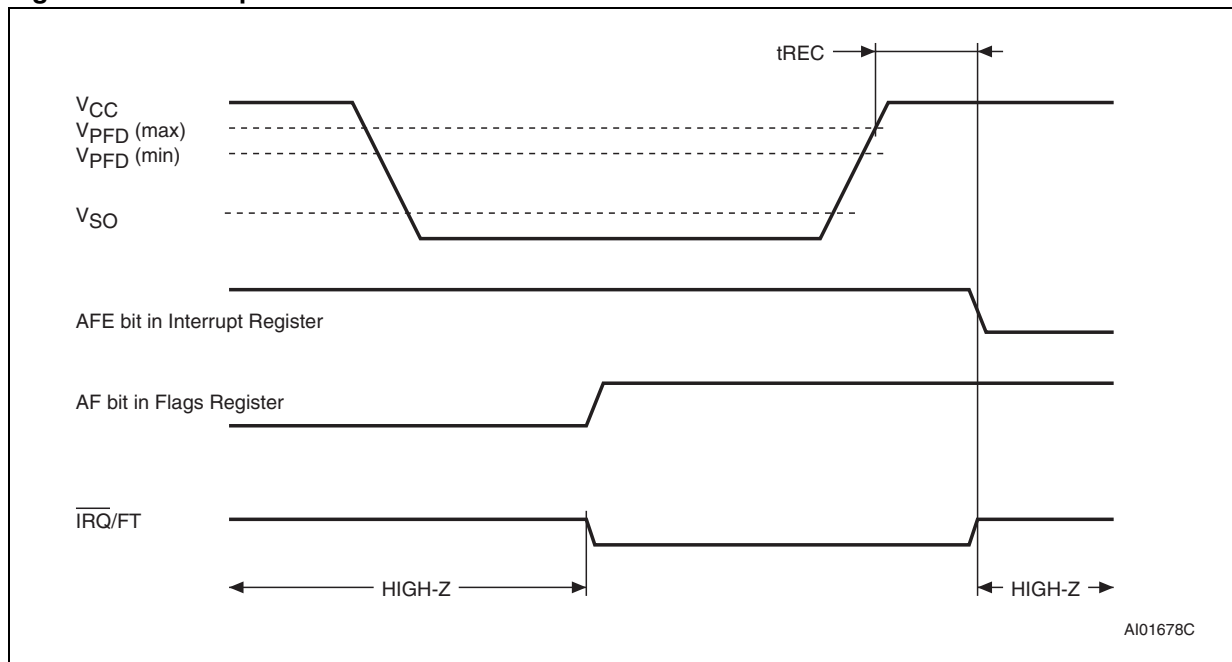 tREC
VCC
VPFD (max)
VPFD (min)
VSO
AFE bit in Interrupt Register
AF bit in Flags Register
IRQ/FT
HIGH-Z
HIGH-Z
AI01678C